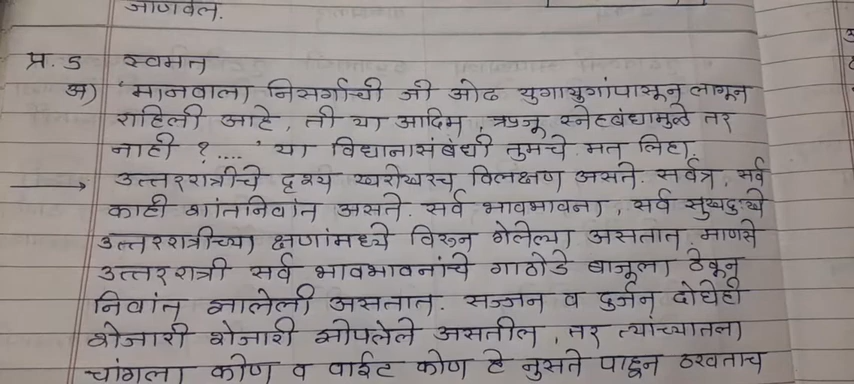 जाणवेल.
प्र. ५ स्वमत
अ) 'मानवाला निसर्गाची जी ओढ युगायुगांपासून लागून
राहिली आहे, ती या आदिम, ऋजू स्नेहबंधामुळे तर
नाही ?....' या विधानासंबंधी तुमचे मत लिहा.
→ उत्तररात्रीचे दृश्य खरोखरच विलक्षण असते. सर्वत्र, सर्व
काही शांतनिवांत असते. सर्व भावभावना, सर्व सुखदुःखे
उत्तररात्रीच्या क्षणांमध्ये विरून गेलेल्या असतात. माणसे
उत्तररात्री सर्व भावभावनांचे गाठोडे बाजूला ठेवून
निवांत झालेली असतात. सज्जन व दुर्जन दोघेही
शेजारी शेजारी झोपलेले असतील, तर त्यांच्यातला
चांगला कोण व वाईट कोण हे नुसते पाहून ठरवताच